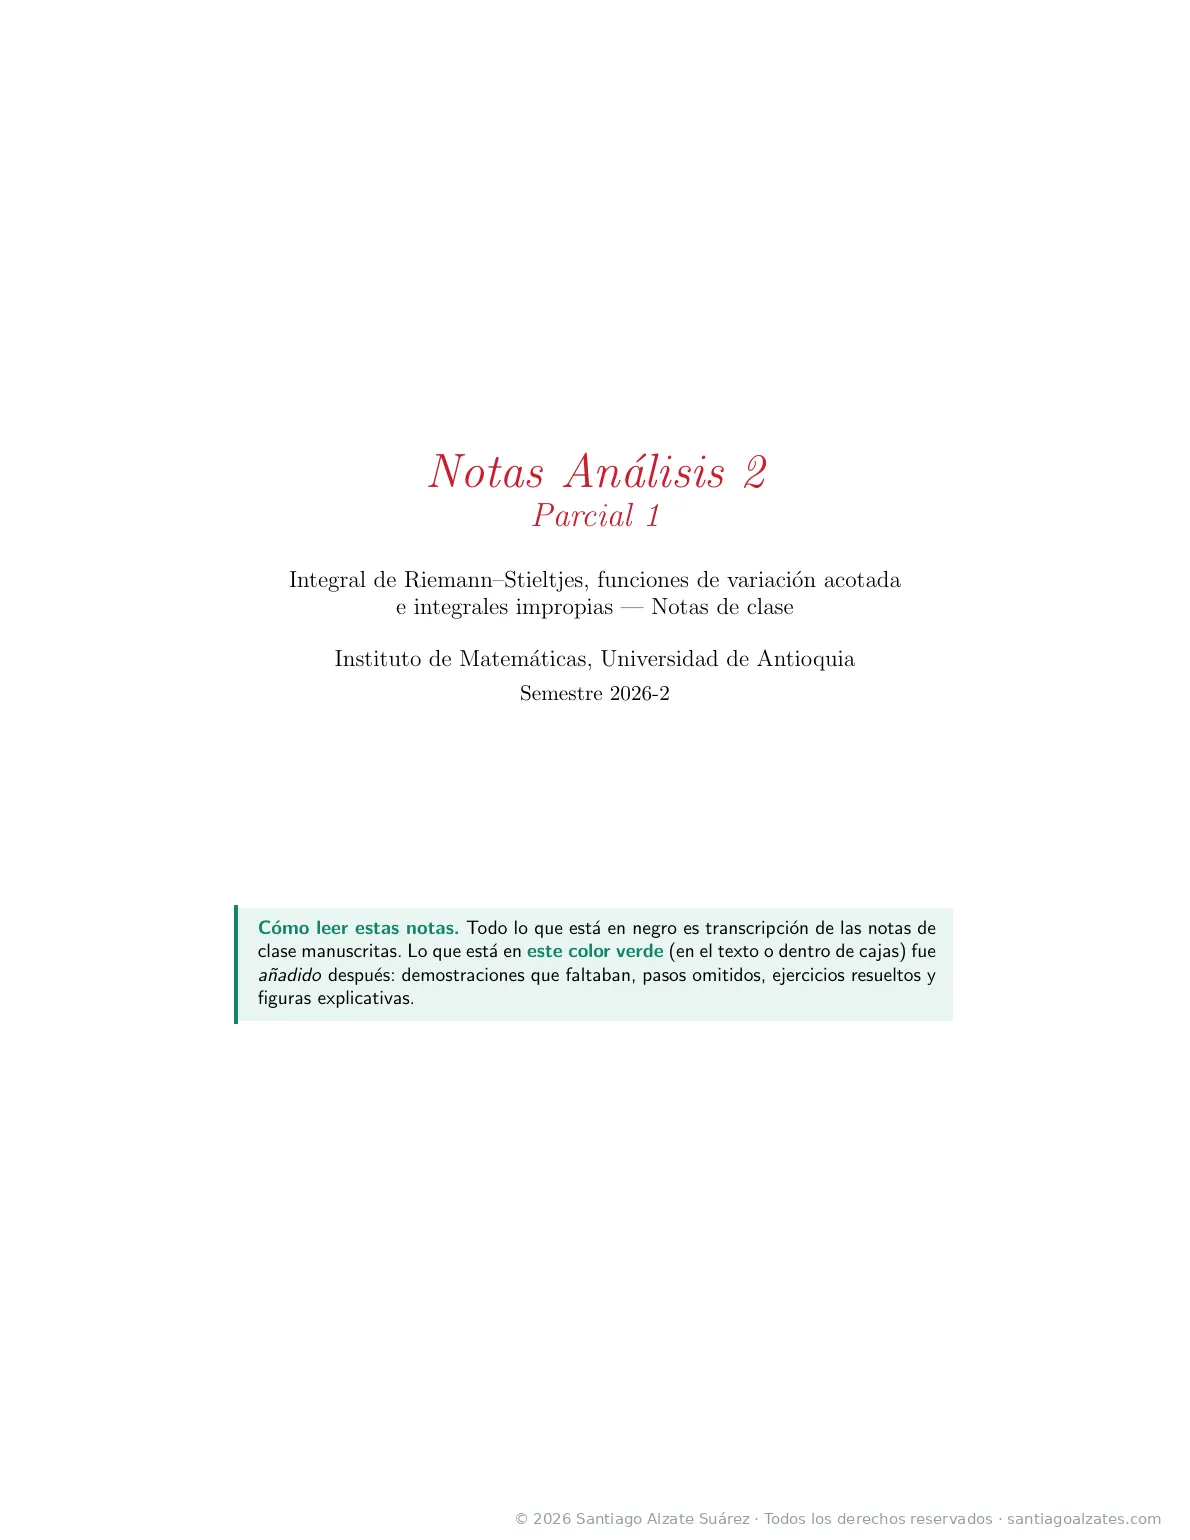 Notas Análisis 2
Parcial 1
Integral de Riemann–Stieltjes, funciones de variación acotada
e integrales impropias — Notas de clase
Instituto de Matemáticas, Universidad de Antioquia
Semestre 2026-2
Cómo leer estas notas. Todo lo que está en negro es transcripción de las notas de
clase manuscritas. Lo que está en este color verde (en el texto o dentro de cajas) fue
añadido después: demostraciones que faltaban, pasos omitidos, ejercicios resueltos y
figuras explicativas.
© 2026 Santiago Alzate Suárez · Todos los derechos reservados · santiagoalzates.com